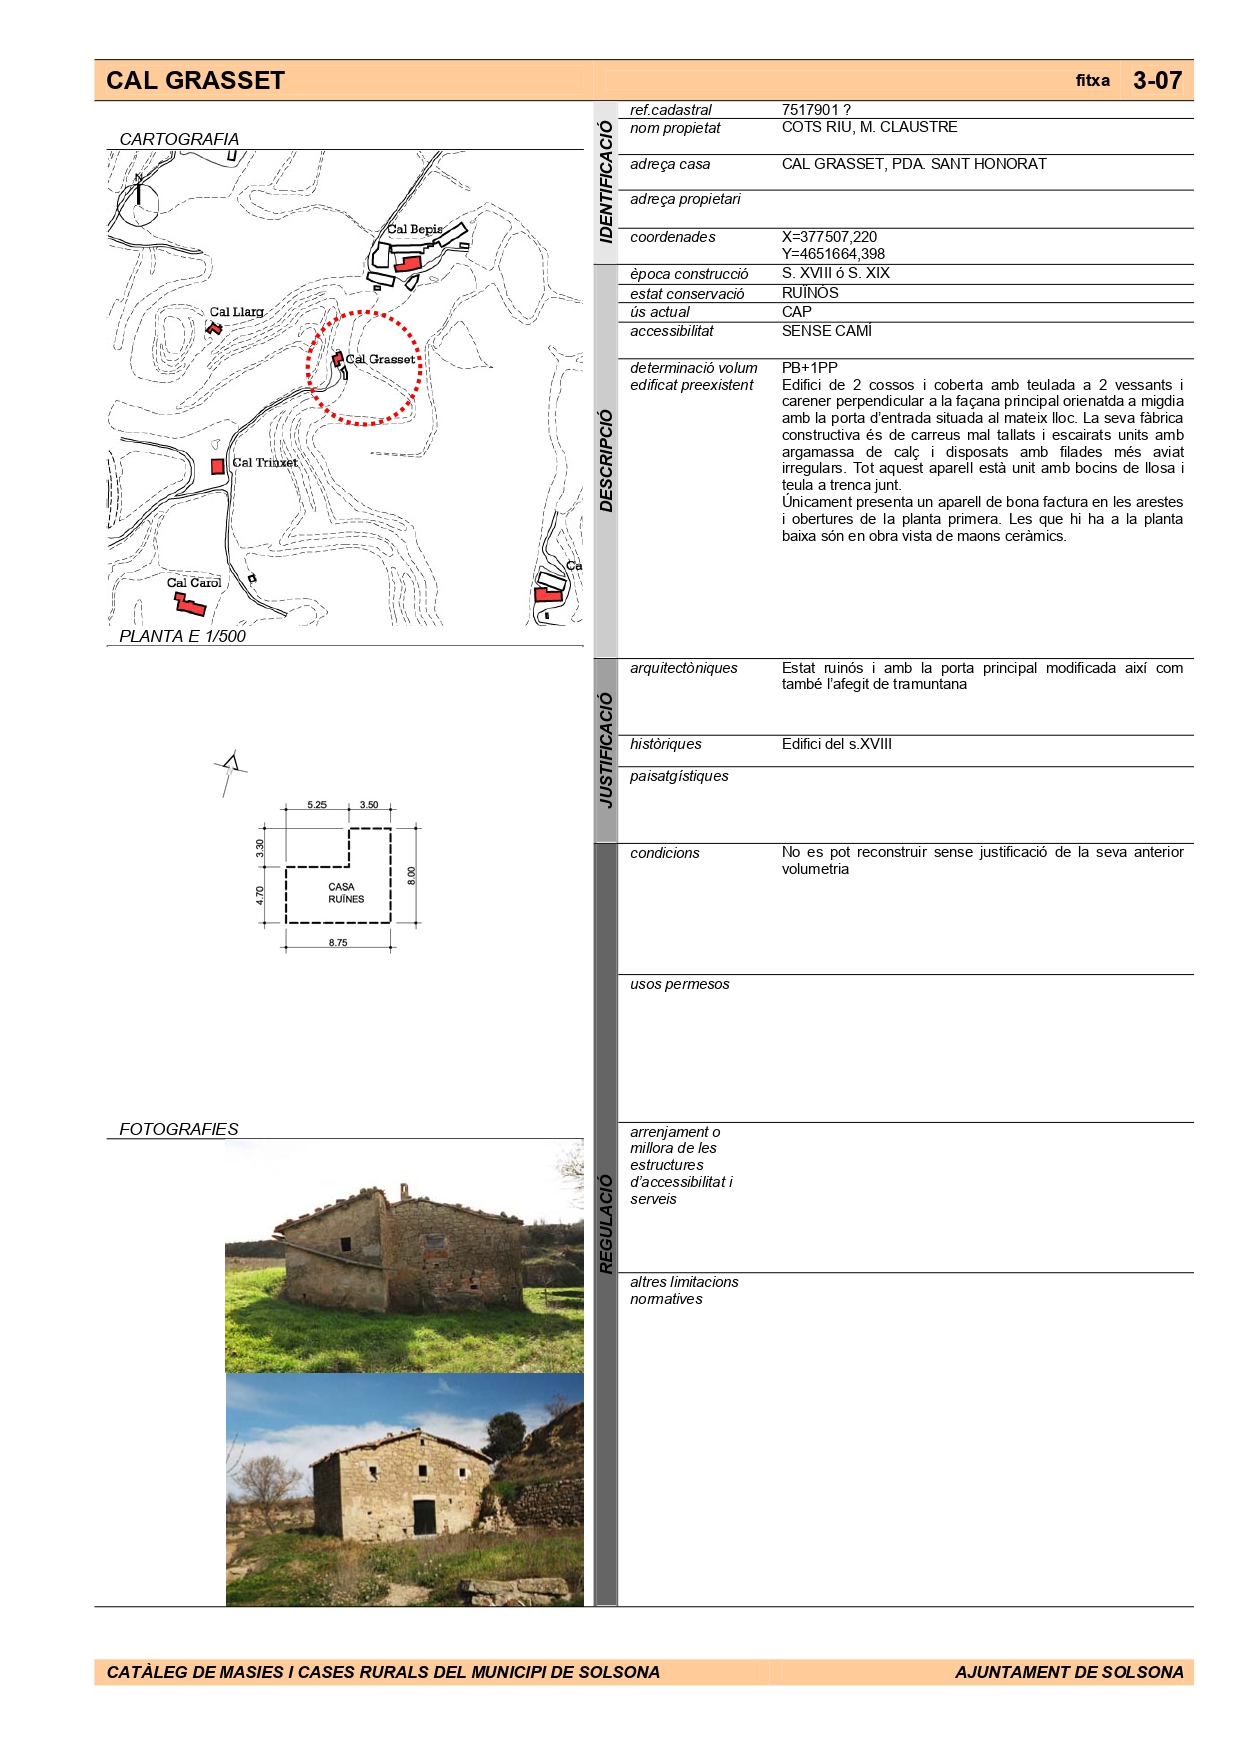 CAL GRASSET
fitxa 3-07
CARTOGRAFIA
N
Cal Bepis
Cal Llarg
Cal Grasset
Cal Trinxet
Cal Carol
Ca
PLANTA E 1/500
5.25 3.50
3.30
4.70
8.00
CASA
RUÏNES
8.75
FOTOGRAFIES
IDENTIFICACIÓ
ref.cadastral 7517901 ?
nom propietat COTS RIU, M. CLAUSTRE
adreça casa CAL GRASSET, PDA. SANT HONORAT
adreça propietari
coordenades X=377507,220
Y=4651664,398
DESCRIPCIÓ
època construcció S. XVIII ó S. XIX
estat conservació RUÏNÓS
ús actual CAP
accessibilitat SENSE CAMÍ
determinació volum PB+1PP
edificat preexistent Edifici de 2 cossos i coberta amb teulada a 2 vessants i
carener perpendicular a la façana principal orienatda a migdia
amb la porta d'entrada situada al mateix lloc. La seva fàbrica
constructiva és de carreus mal tallats i escairats units amb
argamassa de calç i disposats amb filades més aviat
irregulars. Tot aquest aparell està unit amb bocins de llosa i
teula a trenca junt.
Únicament presenta un aparell de bona factura en les arestes
i obertures de la planta primera. Les que hi ha a la planta
baixa són en obra vista de maons ceràmics.
JUSTIFICACIÓ
arquitectòniques Estat ruinós i amb la porta principal modificada així com
també l'afegit de tramuntana
històriques Edifici del s.XVIII
paisatgístiques
REGULACIÓ
condicions No es pot reconstruir sense justificació de la seva anterior
volumetria
usos permesos
arrenjament o
millora de les
estructures
d'accessibilitat i
serveis
altres limitacions
normatives
CATÀLEG DE MASIES I CASES RURALS DEL MUNICIPI DE SOLSONA
AJUNTAMENT DE SOLSONA